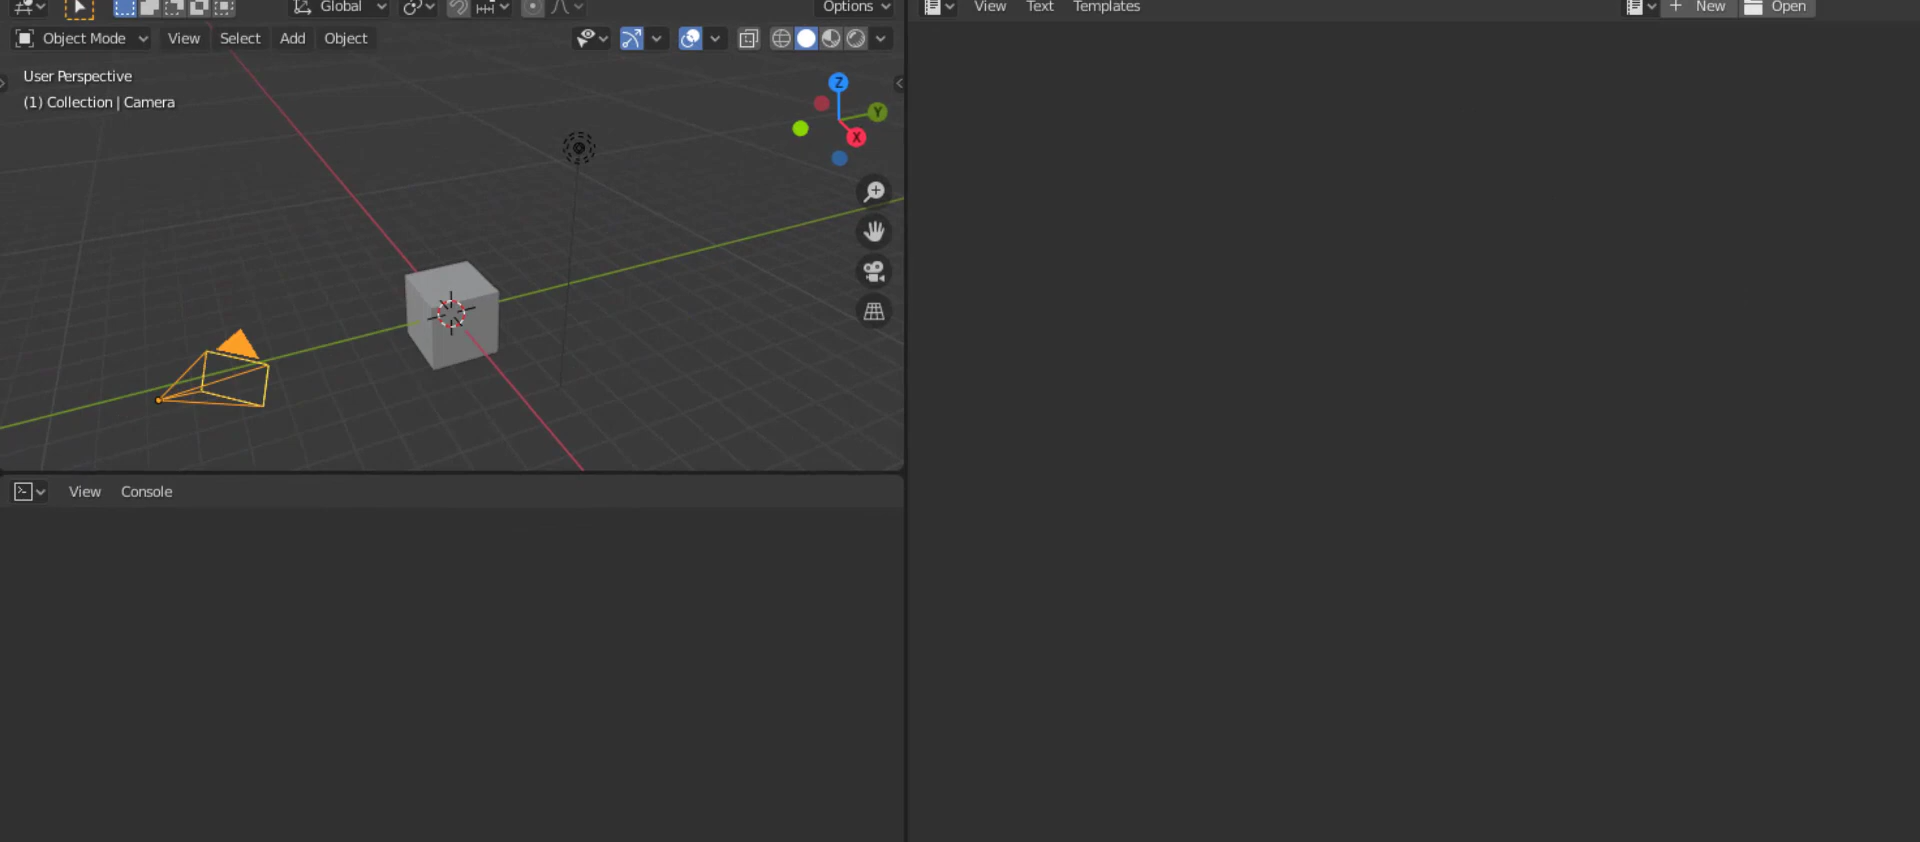 Global
Options
View Text Templates
New Open
Object Mode View Select Add Object
User Perspective
(1) Collection | Camera
Z
Y
X
View Console